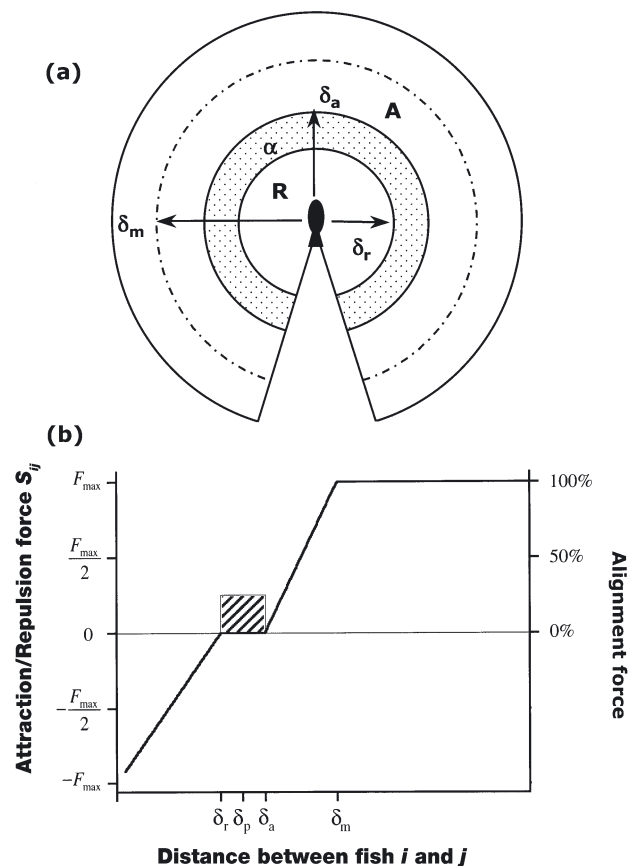 (a)
δa
A
α
R
δm
δr
(b)
Attraction/Repulsion force Sij
Fmax
Fmax
2
0
−Fmax
2
−Fmax
100%
50%
0%
Alignment force
δr δp δa δm
Distance between fish i and j